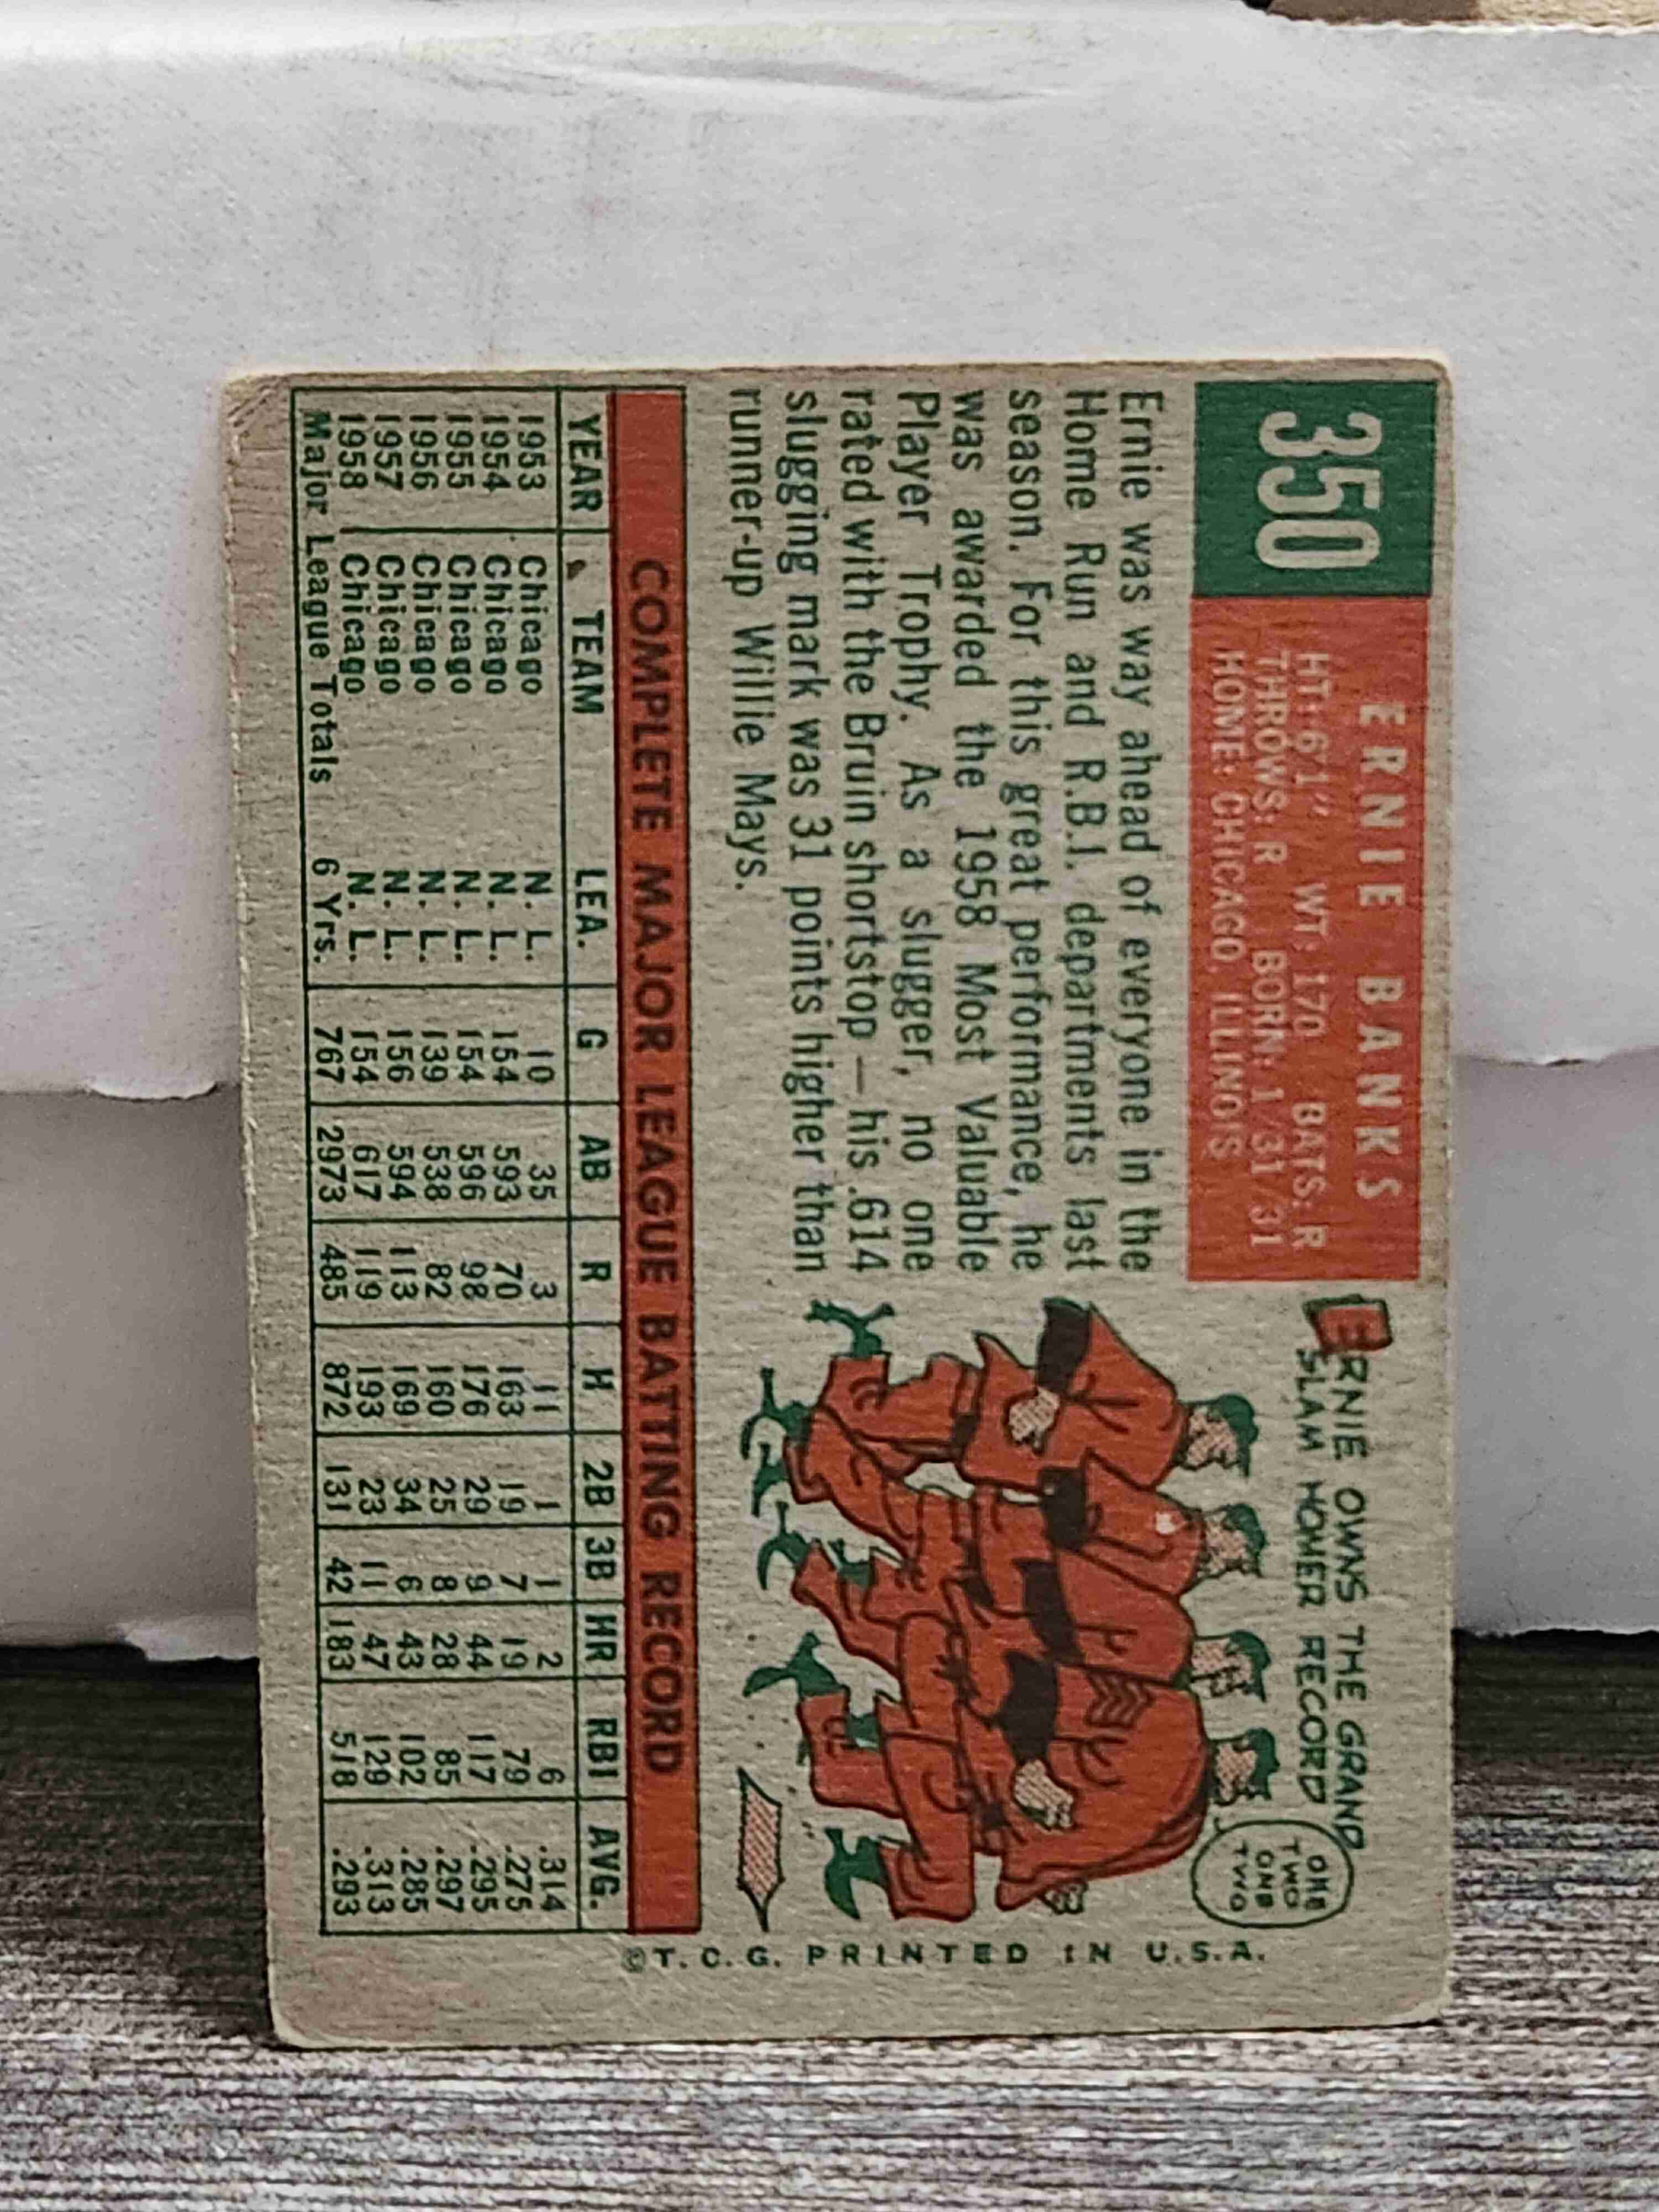 350
ERNIE BANKS
HT: 6'1" WT: 170 BATS: R
THROWS: R BORN: 1/31/31
HOME: CHICAGO, ILLINOIS
Ernie was way ahead of everyone in the
Home Run and R.B.I. departments last
season. For this great performance, he
was awarded the 1958 Most Valuable
Player Trophy. As a slugger, no one
rated with the Bruin shortstop — his .614
slugging mark was 31 points higher than
runner-up Willie Mays.
ERNIE OWNS THE GRAND
SLAM HOMER RECORD
ONE
TWO
ONE
TWO
COMPLETE MAJOR LEAGUE BATTING RECORD
YEAR TEAM LEA. G AB R H 2B 3B HR RBI AVG.
1953 Chicago N. L. 10 35 3 11 1 1 2 6 .314
1954 Chicago N. L. 154 593 70 163 19 7 19 79 .275
1955 Chicago N. L. 154 596 98 176 29 9 44 117 .295
1956 Chicago N. L. 139 538 82 160 25 8 28 85 .297
1957 Chicago N. L. 156 594 113 169 34 6 43 102 .285
1958 Chicago N. L. 154 617 119 193 23 11 47 129 .313
Major League Totals 6 Yrs. 767 2973 485 872 131 42 183 518 .293
©T.C.G. PRINTED IN U.S.A.